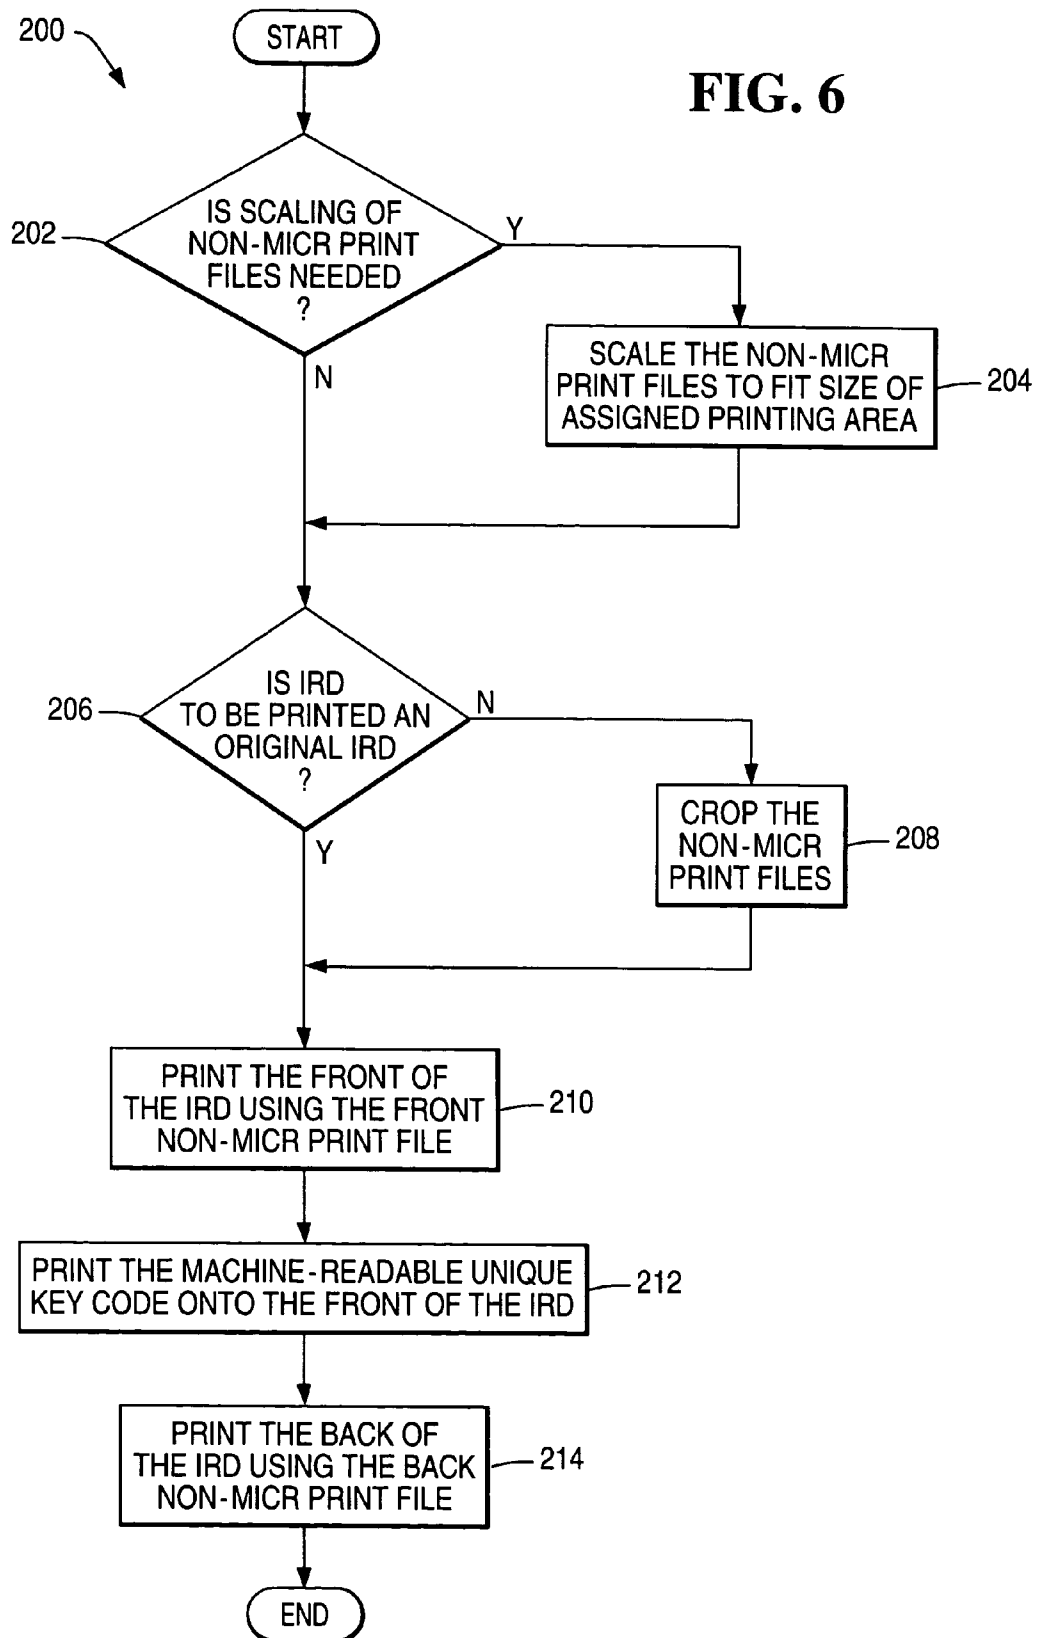 200
START
FIG. 6
202
IS SCALING OF
NON-MICR PRINT
FILES NEEDED
?
Y
N
SCALE THE NON-MICR
PRINT FILES TO FIT SIZE OF
ASSIGNED PRINTING AREA
204
206
IS IRD
TO BE PRINTED AN
ORIGINAL IRD
?
N
Y
CROP THE
NON-MICR
PRINT FILES
208
PRINT THE FRONT OF
THE IRD USING THE FRONT
NON-MICR PRINT FILE
210
PRINT THE MACHINE-READABLE UNIQUE
KEY CODE ONTO THE FRONT OF THE IRD
212
PRINT THE BACK OF
THE IRD USING THE BACK
NON-MICR PRINT FILE
214
END